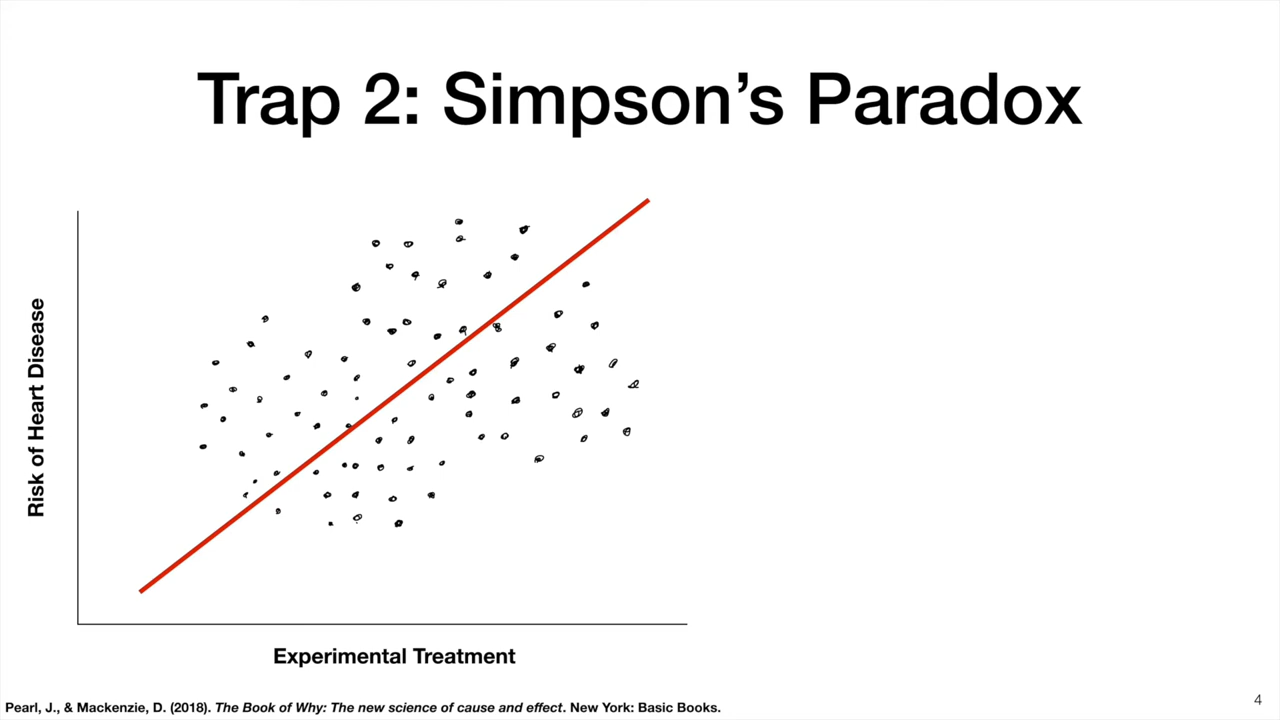 Trap 2: Simpson’s Paradox
Risk of Heart Disease
Experimental Treatment
Pearl, J., & Mackenzie, D. (2018). The Book of Why: The new science of cause and effect. New York: Basic Books.
4